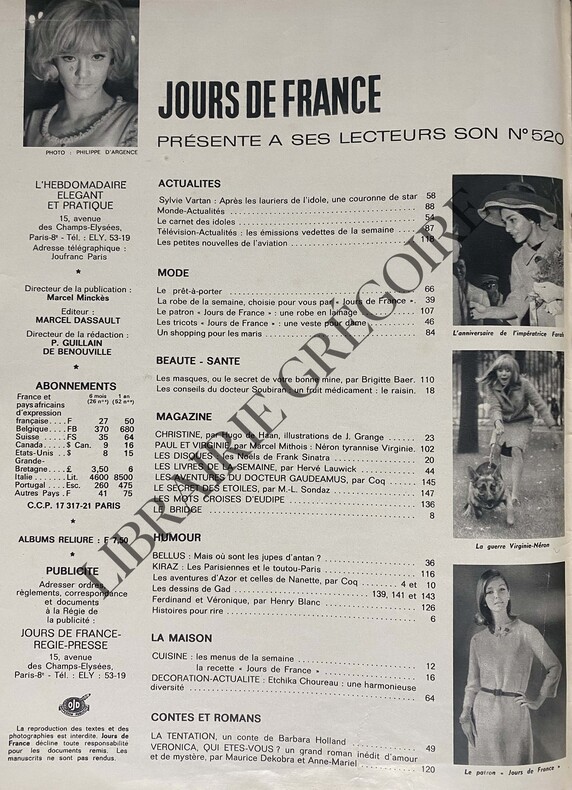 PHOTO : PHILIPPE D'ARGENCE
JOURS DE FRANCE
PRÉSENTE A SES LECTEURS SON N° 520
L'HEBDOMADAIRE
ELEGANT
ET PRATIQUE
15, avenue
des Champs-Elysées,
Paris-8e - Tél. : ELY. 53-19
Adresse télégraphique :
Joufranc Paris
*
Directeur de la publication :
Marcel Minckès
Editeur :
MARCEL DASSAULT
Directeur de la rédaction :
P. GUILLAIN
DE BENOUVILLE
*
ABONNEMENTS
France et 6 mois 1 an
pays africains (26 nos) (52 nos)
d'expression
française.... F 27 50
Belgique.... FB 370 680
Suisse ..... FS 35 64
Canada.... $ Can. 9 16
Etats-Unis .. $ 8 15
Grande-
Bretagne... £ 3,50 6
Italie ..... Lit. 4600 8500
Portugal ... Esc. 260 475
Autres Pays . F 41 75
C.C.P. 17 317-21 PARIS
*
ALBUMS RELIURE : F 7,50
*
PUBLICITE
Adresser ordres,
règlements, correspondance
et documents
à la Régie de
la publicité :
JOURS DE FRANCE-
REGIE-PRESSE
15, avenue
des Champs-Elysées,
Paris-8e - Tél. : ELY 53-19
OJD
La reproduction des textes et des
photographies est interdite. Jours de
France décline toute responsabilité
pour les documents remis. Les
manuscrits ne sont pas rendus.
ACTUALITES
Sylvie Vartan : Après les lauriers de l'idole, une couronne de star 58
Monde-Actualités 88
Le carnet des idoles 54
Télévision-Actualités : les émissions vedettes de la semaine 87
Les petites nouvelles de l'aviation 118
MODE
Le prêt-à-porter 66
La robe de la semaine, choisie pour vous par « Jours de France ». 39
Le patron « Jours de France » : une robe en lainage 107
Les tricots « Jours de France » : une veste pour dame 46
Un shopping pour les maris 84
BEAUTE - SANTE
Les masques, ou le secret de votre bonne mine, par Brigitte Baer. 110
Les conseils du docteur Soubiran : un fruit médicament : le raisin. 18
MAGAZINE
CHRISTINE, par Haan, illustrations de J. Grange 23
PAUL ET VIRGINIE, par Marcel Mithois : Néron tyrannise Virginie. 102
LES DISQUES : les Noëls de Frank Sinatra 20
LES LIVRES DE LA SEMAINE, par Hervé Lauwick 44
LES AVENTURES DU DOCTEUR GAUDEAMUS, par Coq 145
LE SECRET DES ETOILES, par M.-L. Sondaz 147
LES MOTS CROISES D'EUDIPE 136
LE BRIDGE 8
HUMOUR
BELLUS : Mais où sont les jupes d'antan ? 36
KIRAZ : Les Parisiennes et le toutou-Paris 116
Les aventures d'Azor et celles de Nanette, par Coq 4 et 10
Les dessins de Gad 139, 141 et 143
Ferdinand et Véronique, par Henry Blanc 126
Histoires pour rire 6
LA MAISON
CUISINE : les menus de la semaine 12
la recette « Jours de France » 16
DECORATION-ACTUALITE : Etchika Choureau : une harmonieuse
diversité 64
CONTES ET ROMANS
LA TENTATION, un conte de Barbara Holland 49
VERONICA, QUI ETES-VOUS ? un grand roman inédit d'amour
et de mystère, par Maurice Dekobra et Anne-Mariel 120
L'anniversaire de l'impératrice Farah
La guerre Virginie-Néron
Le patron « Jours de France »
LIBRAIRIE GRÉGOIRE